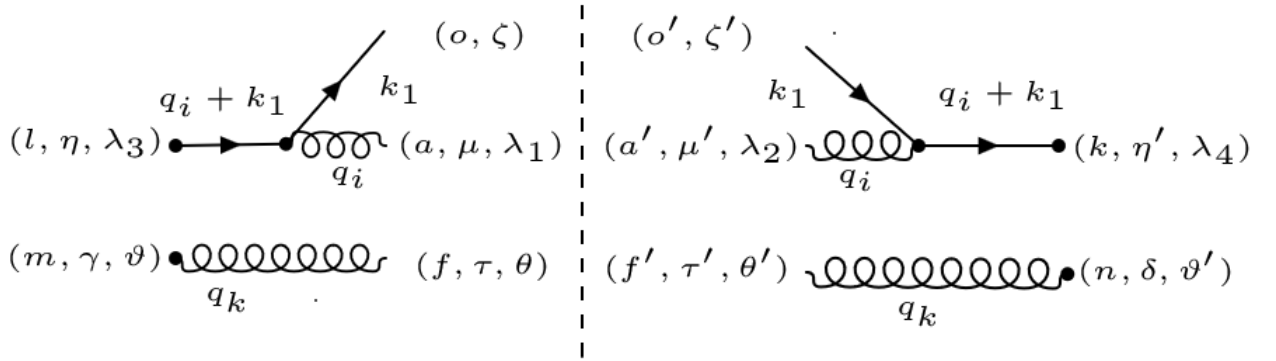 (o, ζ) (o′, ζ′)
q_i + k_1 k_1 k_1 q_i + k_1
(l, η, λ_3) (a, μ, λ_1) (a′, μ′, λ_2) (k, η′, λ_4)
q_i q_i
(m, γ, ϑ) (f, τ, θ) (f′, τ′, θ′) (n, δ, ϑ′)
q_k q_k